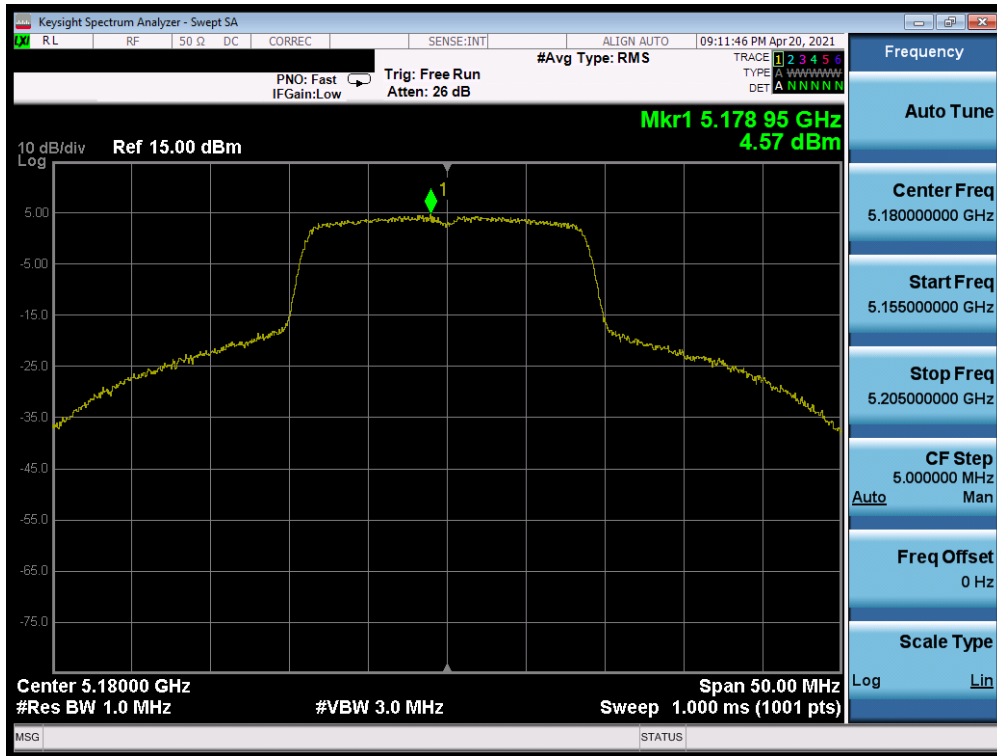 Keysight Spectrum Analyzer - Swept SA
LXI RL RF 50 Ω DC CORREC SENSE:INT ALIGN AUTO 09:11:46 PM Apr 20, 2021
Frequency
#Avg Type: RMS
TRACE 1 2 3 4 5 6
PNO: Fast Trig: Free Run
TYPE A WWWWW
IFGain:Low Atten: 26 dB
DET A N N N N N
Mkr1 5.178 95 GHz
4.57 dBm
10 dB/div Ref 15.00 dBm
Log
1
5.00
-5.00
-15.0
-25.0
-35.0
-45.0
-55.0
-65.0
-75.0
Center 5.18000 GHz Span 50.00 MHz
#Res BW 1.0 MHz #VBW 3.0 MHz Sweep 1.000 ms (1001 pts)
Auto Tune
Center Freq
5.180000000 GHz
Start Freq
5.155000000 GHz
Stop Freq
5.205000000 GHz
CF Step
5.000000 MHz
Auto Man
Freq Offset
0 Hz
Scale Type
Log Lin
MSG STATUS